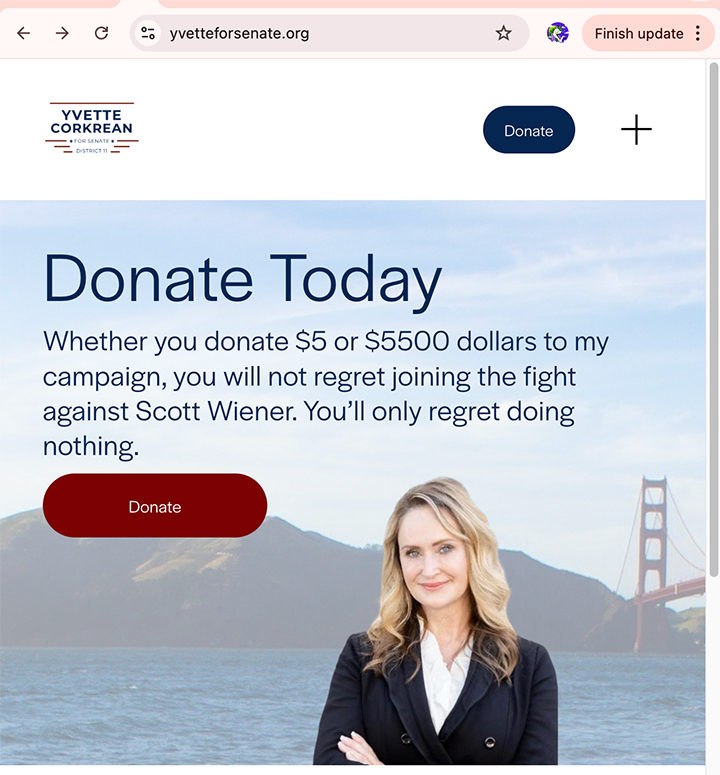 yvetteforsenate.org
Finish update
YVETTE
CORKREAN
FOR SENATE
DISTRICT 11
Donate
Donate Today
Whether you donate $5 or $5500 dollars to my
campaign, you will not regret joining the fight
against Scott Wiener. You’ll only regret doing
nothing.
Donate